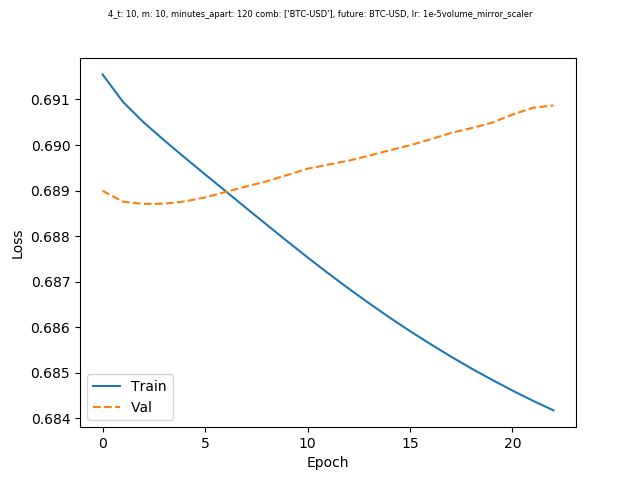 4_t: 10, m: 10, minutes_apart: 120 comb: ['BTC-USD'], future: BTC-USD, lr: 1e-5volume_mirror_scaler
0.691
0.690
0.689
0.688
0.687
0.686
0.685
0.684
Loss
Train
Val
0 5 10 15 20
Epoch